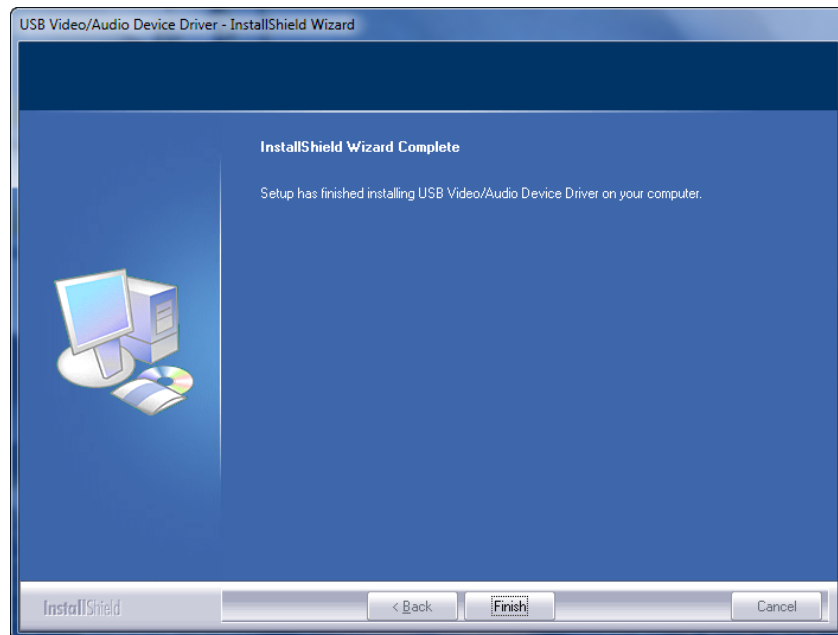 USB Video/Audio Device Driver - InstallShield Wizard
InstallShield Wizard Complete
Setup has finished installing USB Video/Audio Device Driver on your computer.
InstallShield
< Back
Finish
Cancel